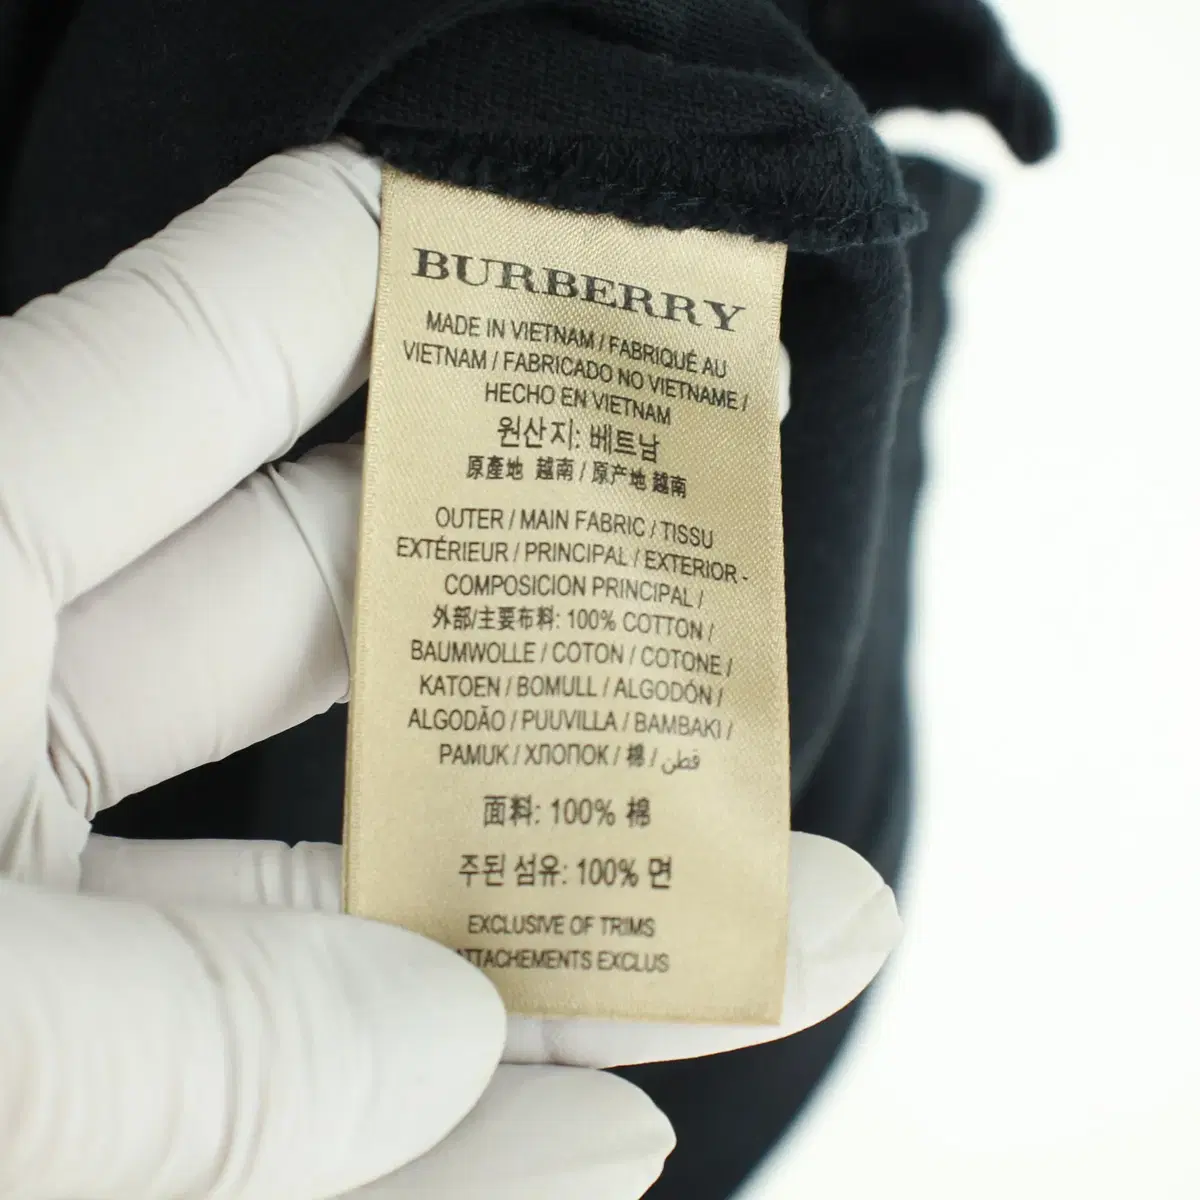 BURBERRY
MADE IN VIETNAM / FABRIQUÉ AU
VIETNAM / FABRICADO NO VIETNAME /
HECHO EN VIETNAM
원산지: 베트남
原產地 越南 / 原产地 越南
OUTER / MAIN FABRIC / TISSU
EXTÉRIEUR / PRINCIPAL / EXTERIOR -
COMPOSICION PRINCIPAL /
外部/主要布料: 100% COTTON /
BAUMWOLLE / COTON / COTONE /
KATOEN / BOMULL / ALGODÓN /
ALGODÃO / PUUVILLA / BAMBAKI /
PAMUK / ХЛОПОК / 棉 / قطن
面料: 100% 棉
주된 섬유: 100% 면
EXCLUSIVE OF TRIMS
ATTACHEMENTS EXCLUS